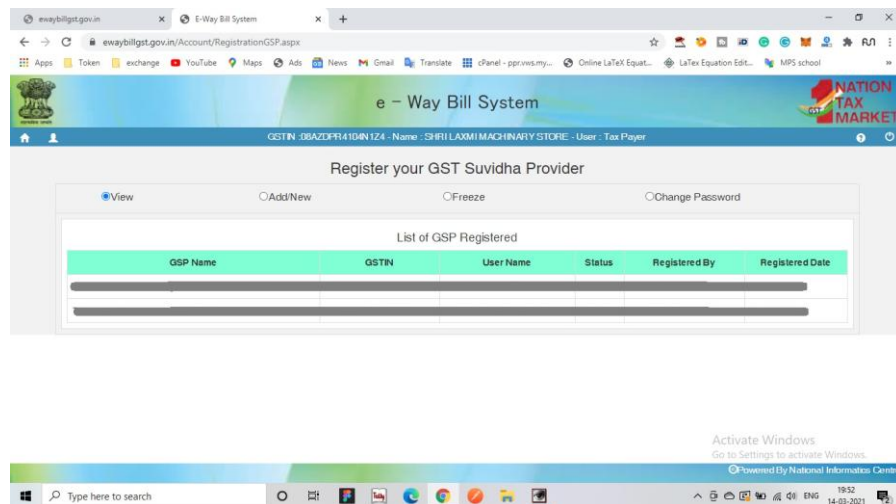 ewaybillgst.gov.in
E-Way Bill System
ewaybillgst.gov.in/Account/RegistrationGSP.aspx
Apps Token exchange YouTube Maps Ads News Gmail Translate cPanel - ppr.vws.my... Online LaTeX Equat... LaTex Equation Edit... MPS school
e - Way Bill System
NATION
TAX
MARKET
GSTIN :08AZDPR4104N1Z4 - Name : SHRI LAXMI MACHINARY STORE - User : Tax Payer
Register your GST Suvidha Provider
View Add/New Freeze Change Password
List of GSP Registered
GSP Name GSTIN User Name Status Registered By Registered Date
Activate Windows
Go to Settings to activate Windows.
Powered By National Informatics Centr
Type here to search
ENG
19:52
14-03-2021